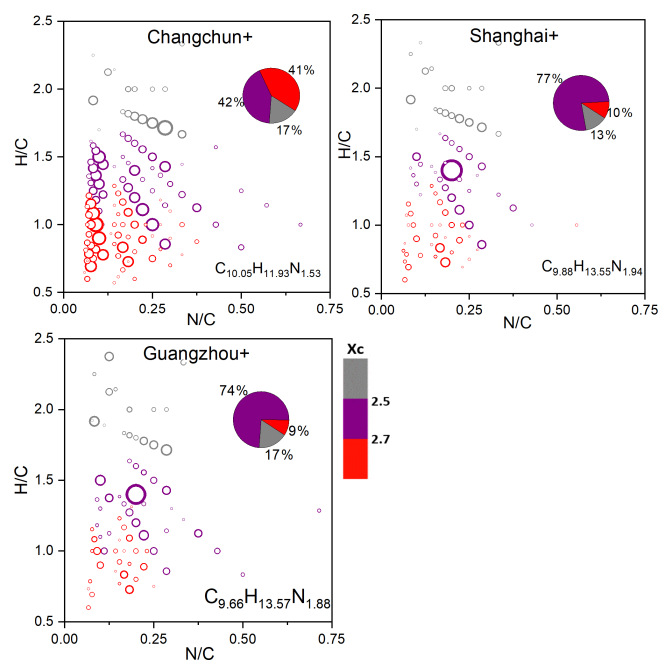 Changchun+
41%
42%
17%
C10.05H11.93N1.53
2.5
2.0
1.5
1.0
0.5
H/C
0.00 0.25 0.50 0.75
N/C
Shanghai+
77%
10%
13%
C9.88H13.55N1.94
2.5
2.0
1.5
1.0
0.5
H/C
0.00 0.25 0.50 0.75
N/C
Guangzhou+
74%
9%
17%
C9.66H13.57N1.88
2.5
2.0
1.5
1.0
0.5
H/C
0.00 0.25 0.50 0.75
N/C
Xc
2.5
2.7